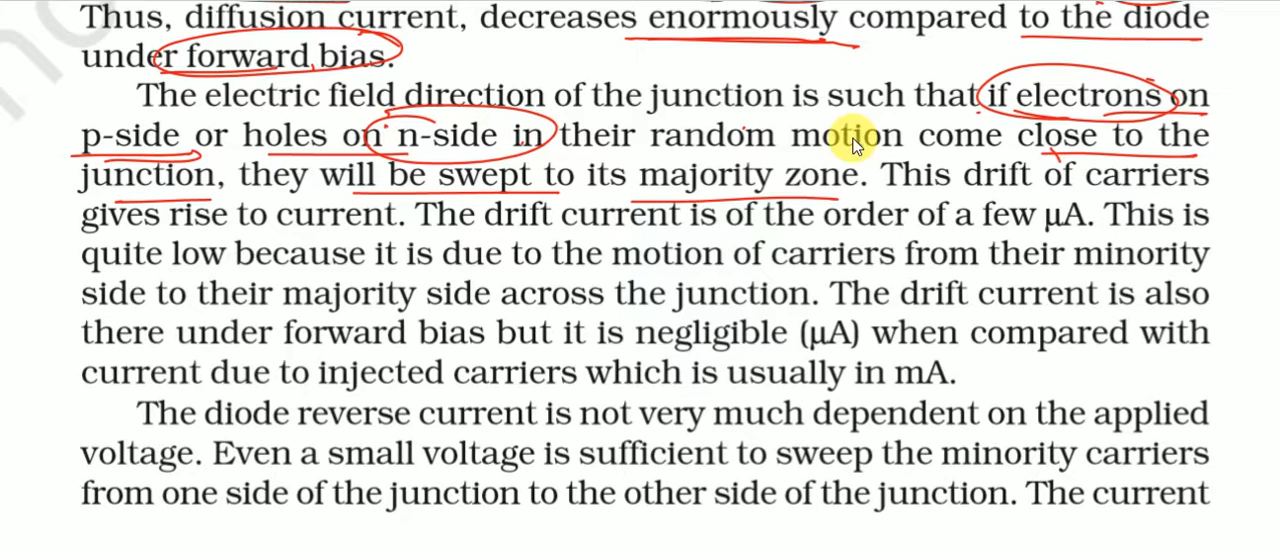 Thus, diffusion current, decreases enormously compared to the diode
under forward bias.
The electric field direction of the junction is such that if electrons on
p-side or holes on n-side in their random motion come close to the
junction, they will be swept to its majority zone. This drift of carriers
gives rise to current. The drift current is of the order of a few μA. This is
quite low because it is due to the motion of carriers from their minority
side to their majority side across the junction. The drift current is also
there under forward bias but it is negligible (μA) when compared with
current due to injected carriers which is usually in mA.
The diode reverse current is not very much dependent on the applied
voltage. Even a small voltage is sufficient to sweep the minority carriers
from one side of the junction to the other side of the junction. The current